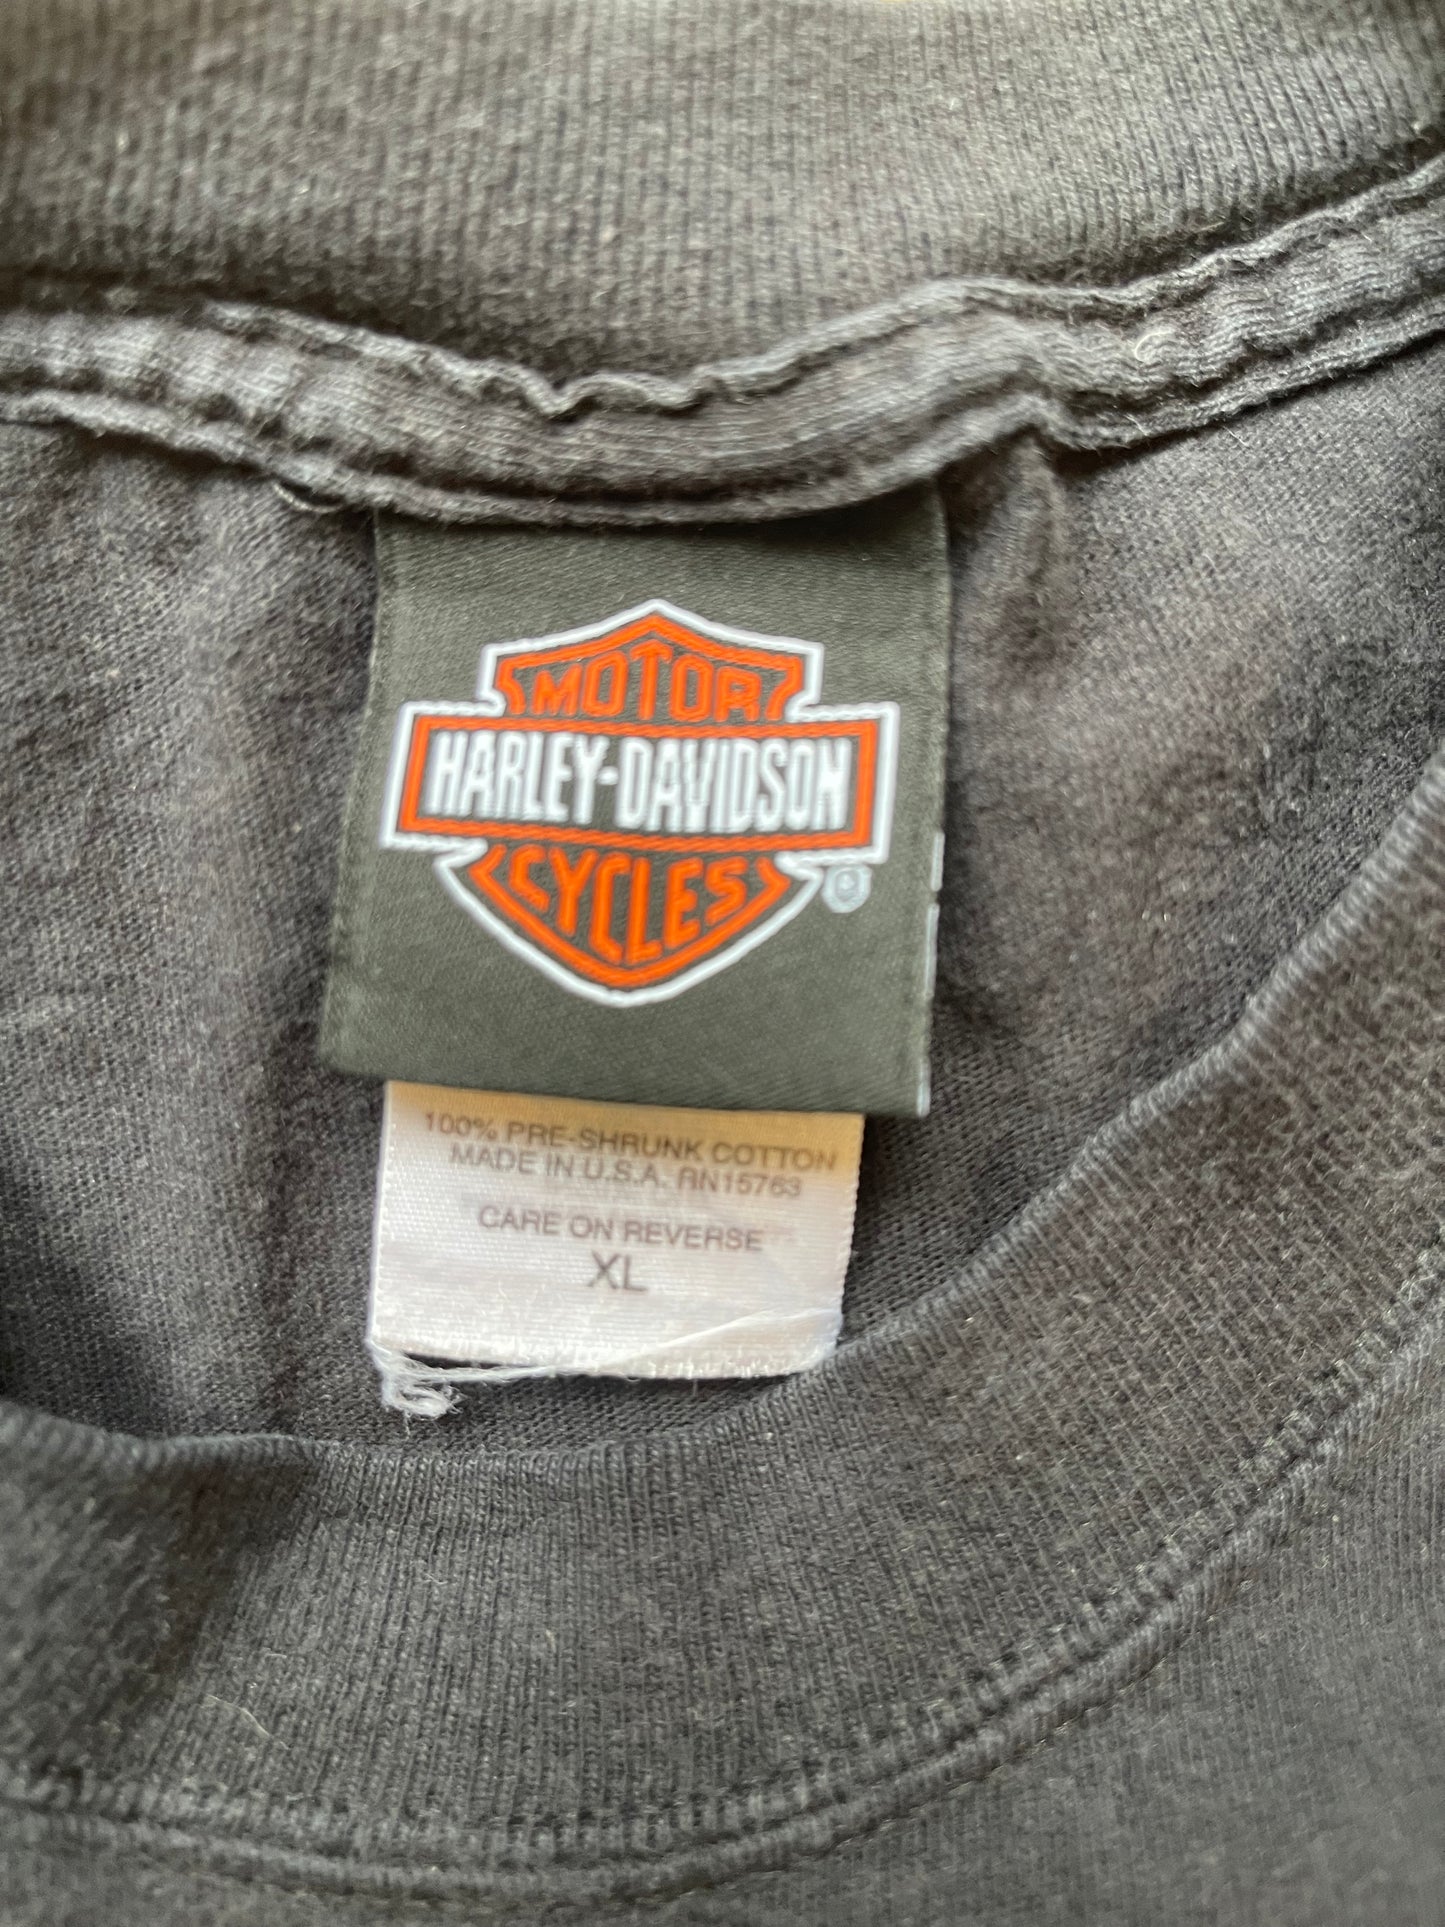 MOTOR
HARLEY-DAVIDSON
CYCLES
®
100% PRE-SHRUNK COTTON
MADE IN U.S.A. RN15763
CARE ON REVERSE
XL